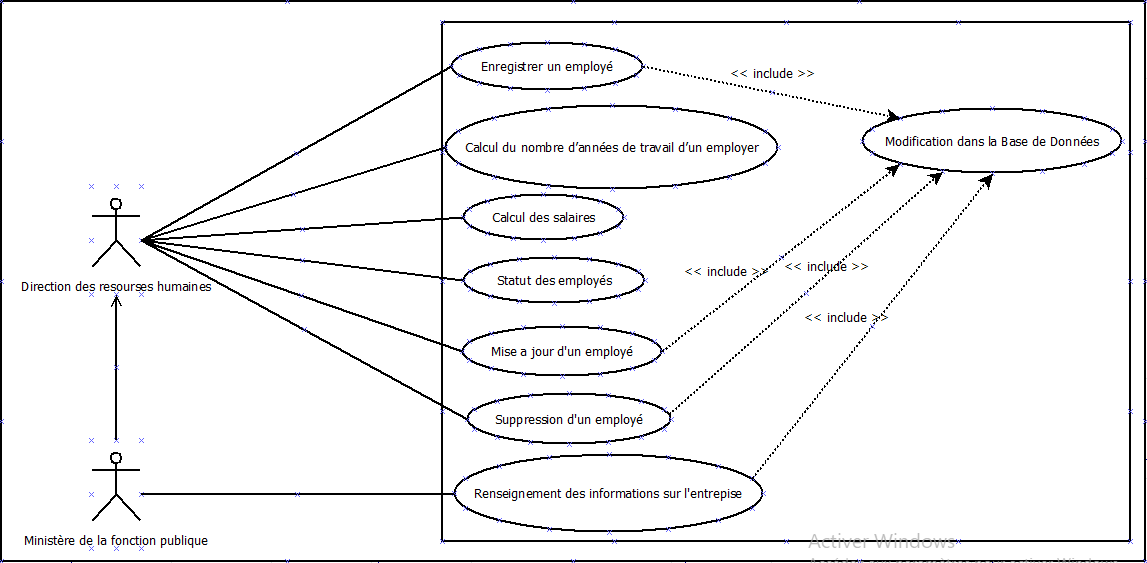 Enregistrer un employé
<< include >>
Calcul du nombre d’années de travail d’un employer
Modification dans la Base de Données
Calcul des salaires
Statut des employés
<< include >>
<< include >>
Direction des resourses humaines
<< include >>
Mise a jour d'un employé
Suppression d'un employé
Renseignement des informations sur l'entrepise
Ministère de la fonction publique
Activer Windows